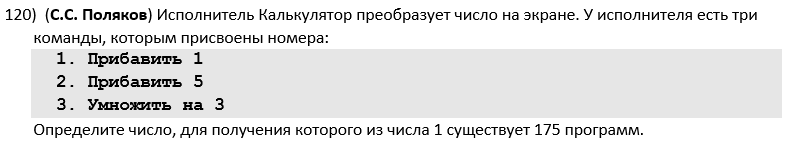 120) (С.С. Поляков) Исполнитель Калькулятор преобразует число на экране. У исполнителя есть три
команды, которым присвоены номера:
1. Прибавить 1
2. Прибавить 5
3. Умножить на 3
Определите число, для получения которого из числа 1 существует 175 программ.